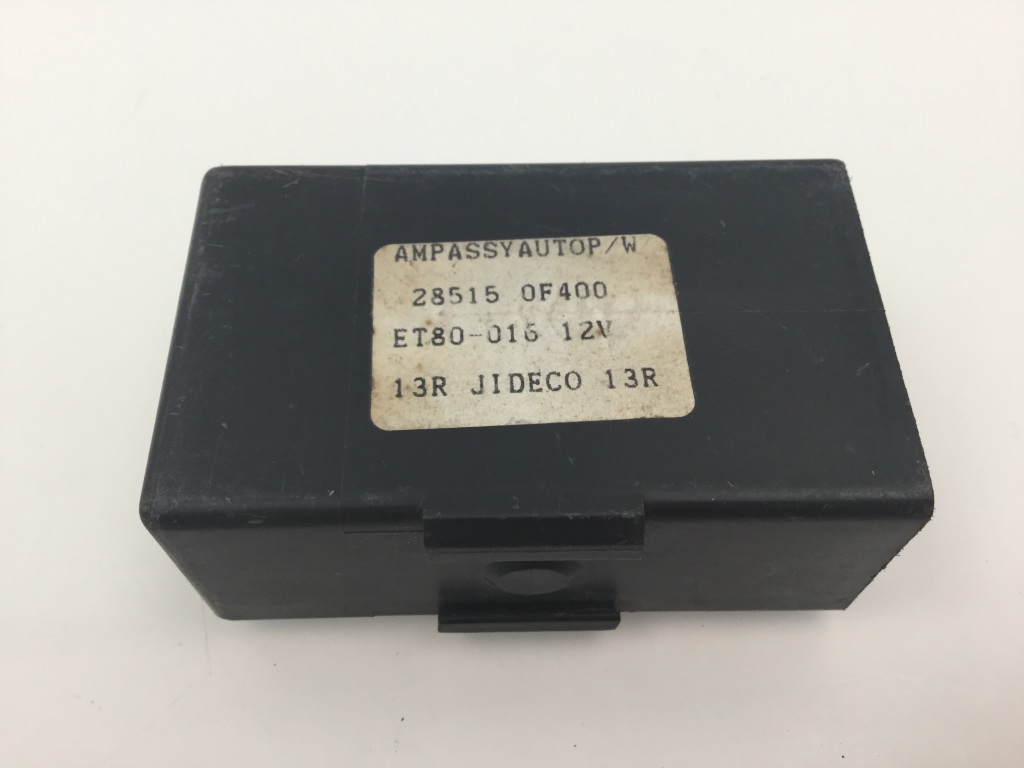 AMPASSYAUTOP/W
28515 0F400
ET80-016 12V
13R JIDECO 13R